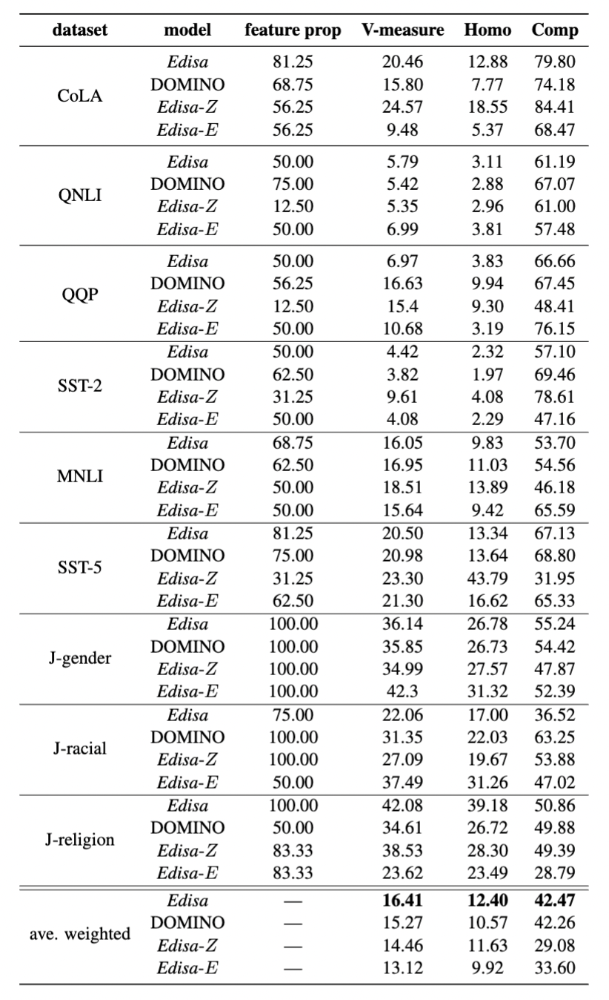 dataset model feature prop V-measure Homo Comp
Edisa 81.25 20.46 12.88 79.80
DOMINO 68.75 15.80 7.77 74.18
CoLA
Edisa-Z 56.25 24.57 18.55 84.41
Edisa-E 56.25 9.48 5.37 68.47
Edisa 50.00 5.79 3.11 61.19
DOMINO 75.00 5.42 2.88 67.07
QNLI
Edisa-Z 12.50 5.35 2.96 61.00
Edisa-E 50.00 6.99 3.81 57.48
Edisa 50.00 6.97 3.83 66.66
DOMINO 56.25 16.63 9.94 67.45
QQP
Edisa-Z 12.50 15.4 9.30 48.41
Edisa-E 50.00 10.68 3.19 76.15
Edisa 50.00 4.42 2.32 57.10
DOMINO 62.50 3.82 1.97 69.46
SST-2
Edisa-Z 31.25 9.61 4.08 78.61
Edisa-E 50.00 4.08 2.29 47.16
Edisa 68.75 16.05 9.83 53.70
DOMINO 62.50 16.95 11.03 54.56
MNLI
Edisa-Z 50.00 18.51 13.89 46.18
Edisa-E 50.00 15.64 9.42 65.59
Edisa 81.25 20.50 13.34 67.13
DOMINO 75.00 20.98 13.64 68.80
SST-5
Edisa-Z 31.25 23.30 43.79 31.95
Edisa-E 62.50 21.30 16.62 65.33
Edisa 100.00 36.14 26.78 55.24
DOMINO 100.00 35.85 26.73 54.42
J-gender
Edisa-Z 100.00 34.99 27.57 47.87
Edisa-E 100.00 42.3 31.32 52.39
Edisa 75.00 22.06 17.00 36.52
DOMINO 100.00 31.35 22.03 63.25
J-racial
Edisa-Z 100.00 27.09 19.67 53.88
Edisa-E 50.00 37.49 31.26 47.02
Edisa 100.00 42.08 39.18 50.86
DOMINO 50.00 34.61 26.72 49.88
J-religion
Edisa-Z 83.33 38.53 28.30 49.39
Edisa-E 83.33 23.62 23.49 28.79
Edisa — 16.41 12.40 42.47
DOMINO — 15.27 10.57 42.26
ave. weighted
Edisa-Z — 14.46 11.63 29.08
Edisa-E — 13.12 9.92 33.60